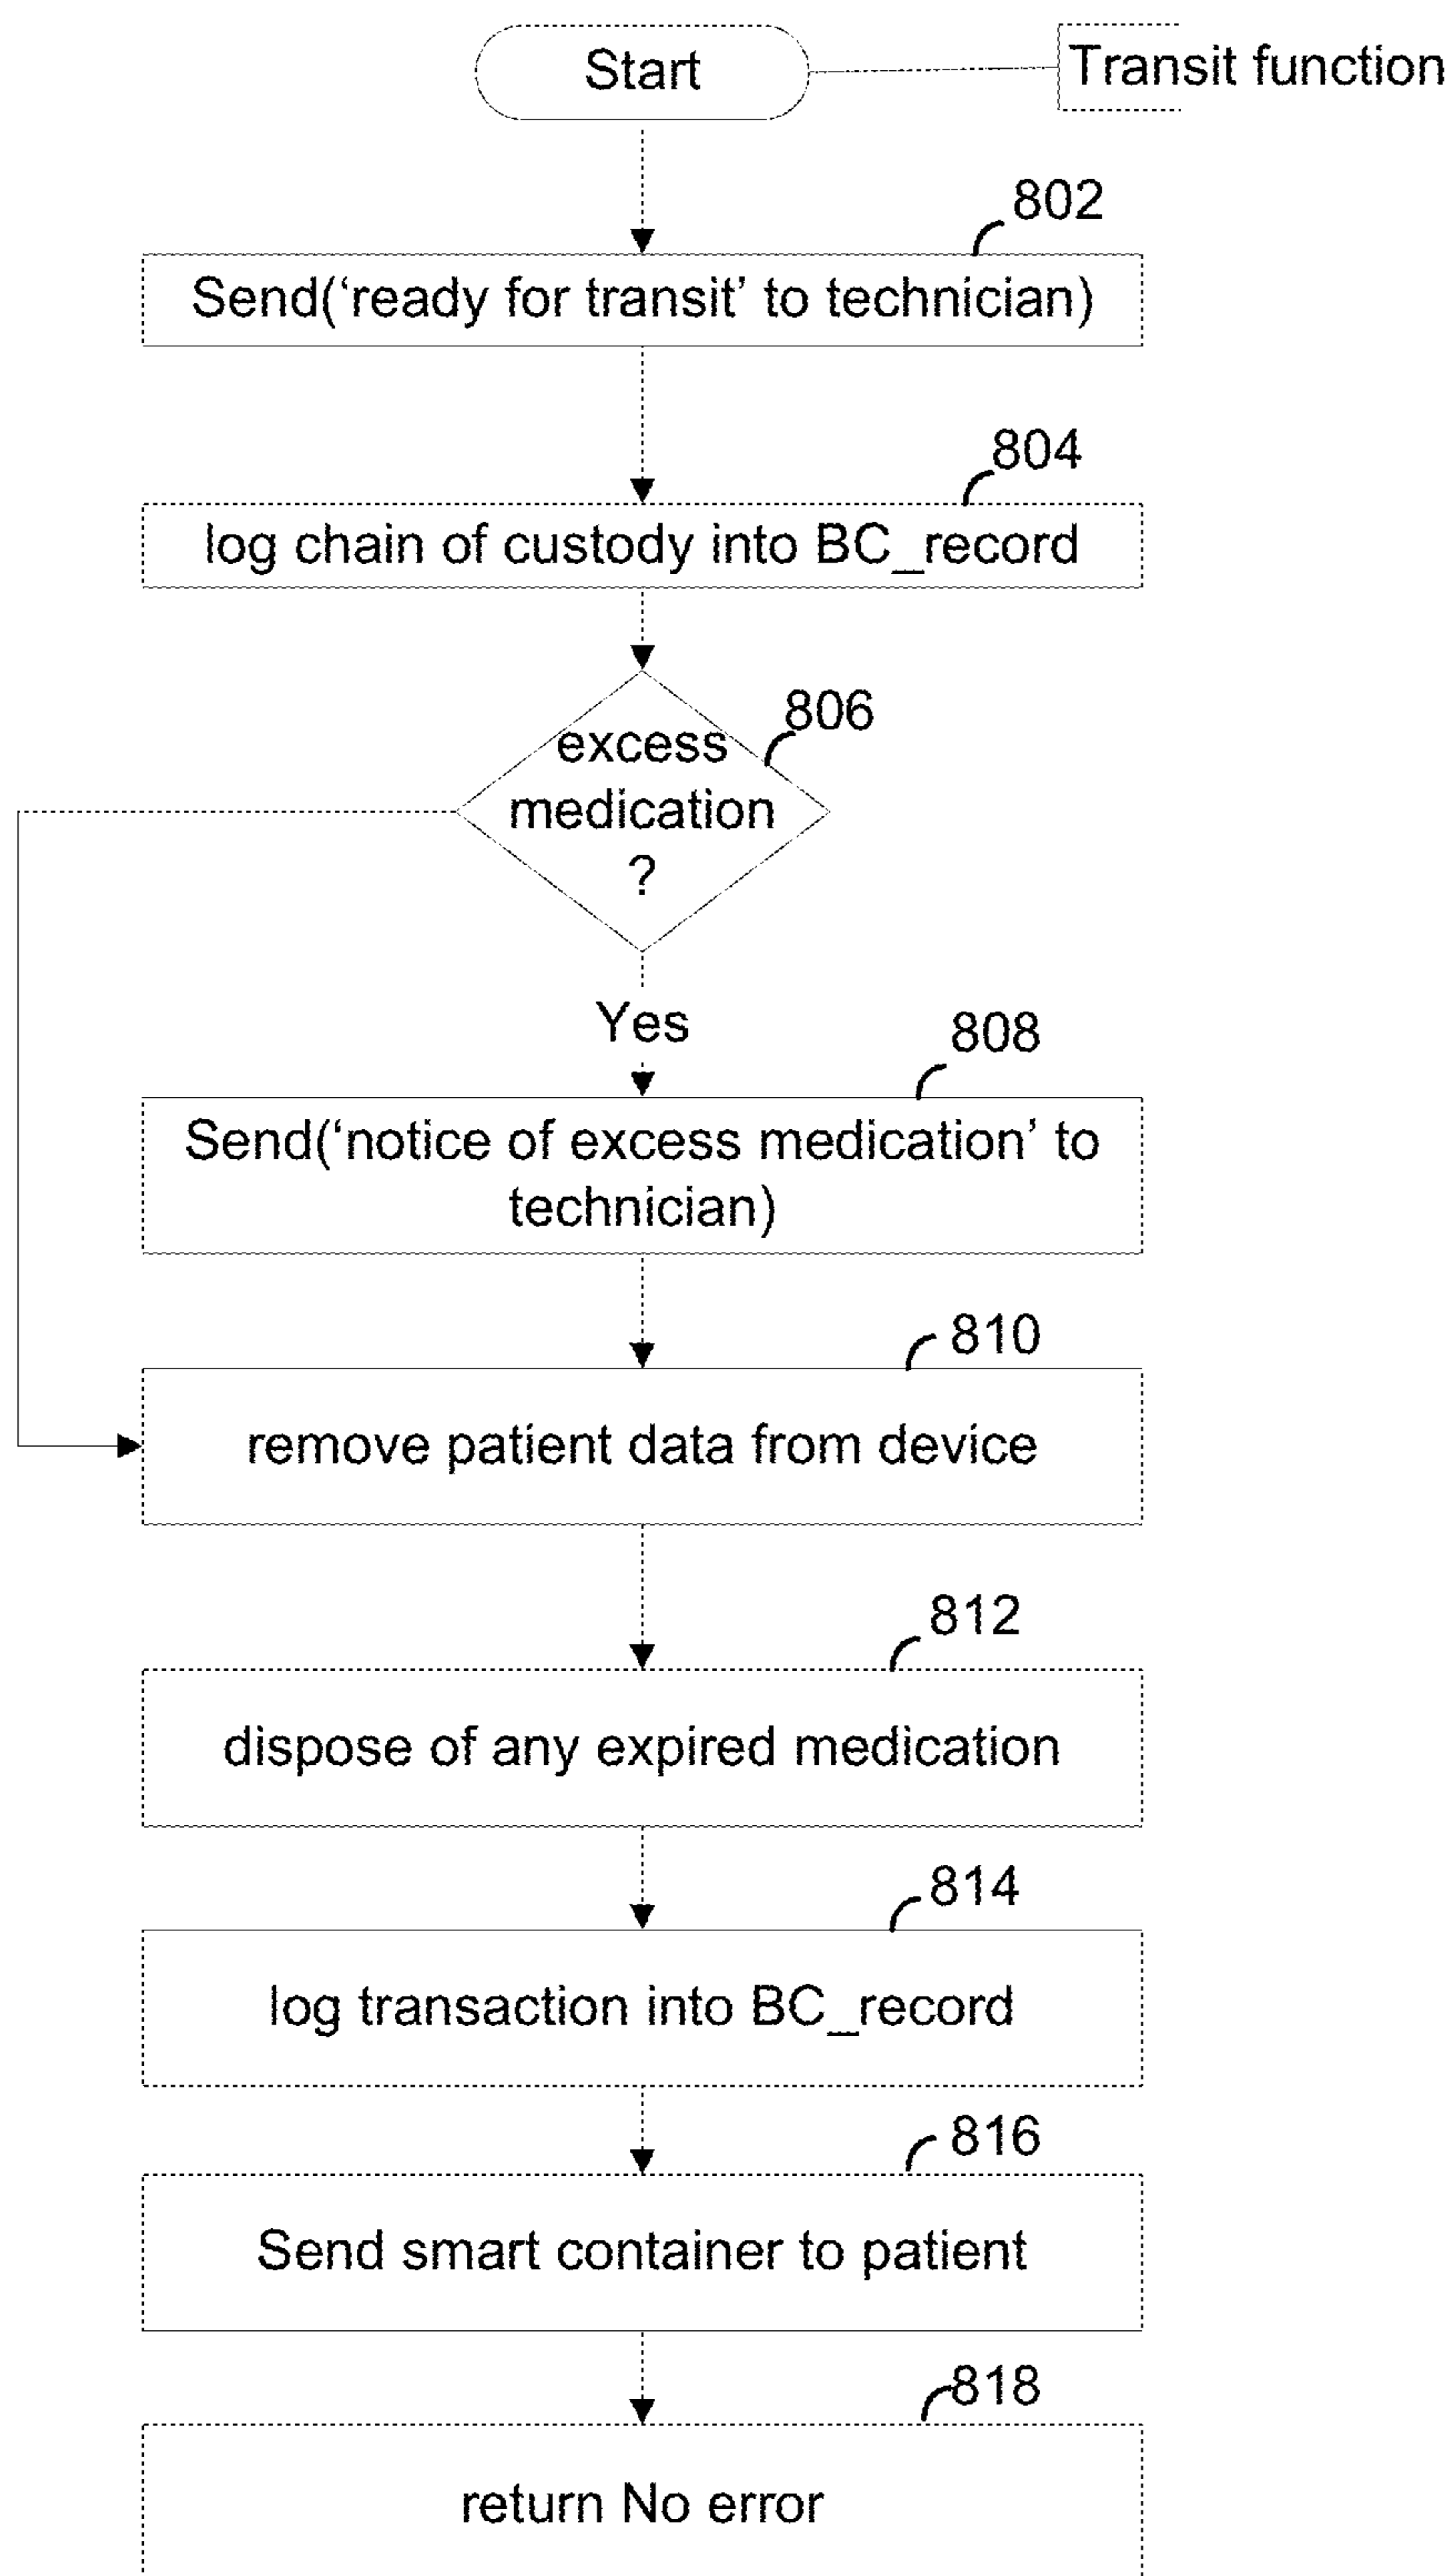 Start
Transit function
802
Send(‘ready for transit’ to technician)
804
log chain of custody into BC_record
806
excess
medication
?
Yes
808
Send(‘notice of excess medication’ to
technician)
810
remove patient data from device
812
dispose of any expired medication
814
log transaction into BC_record
816
Send smart container to patient
818
return No error